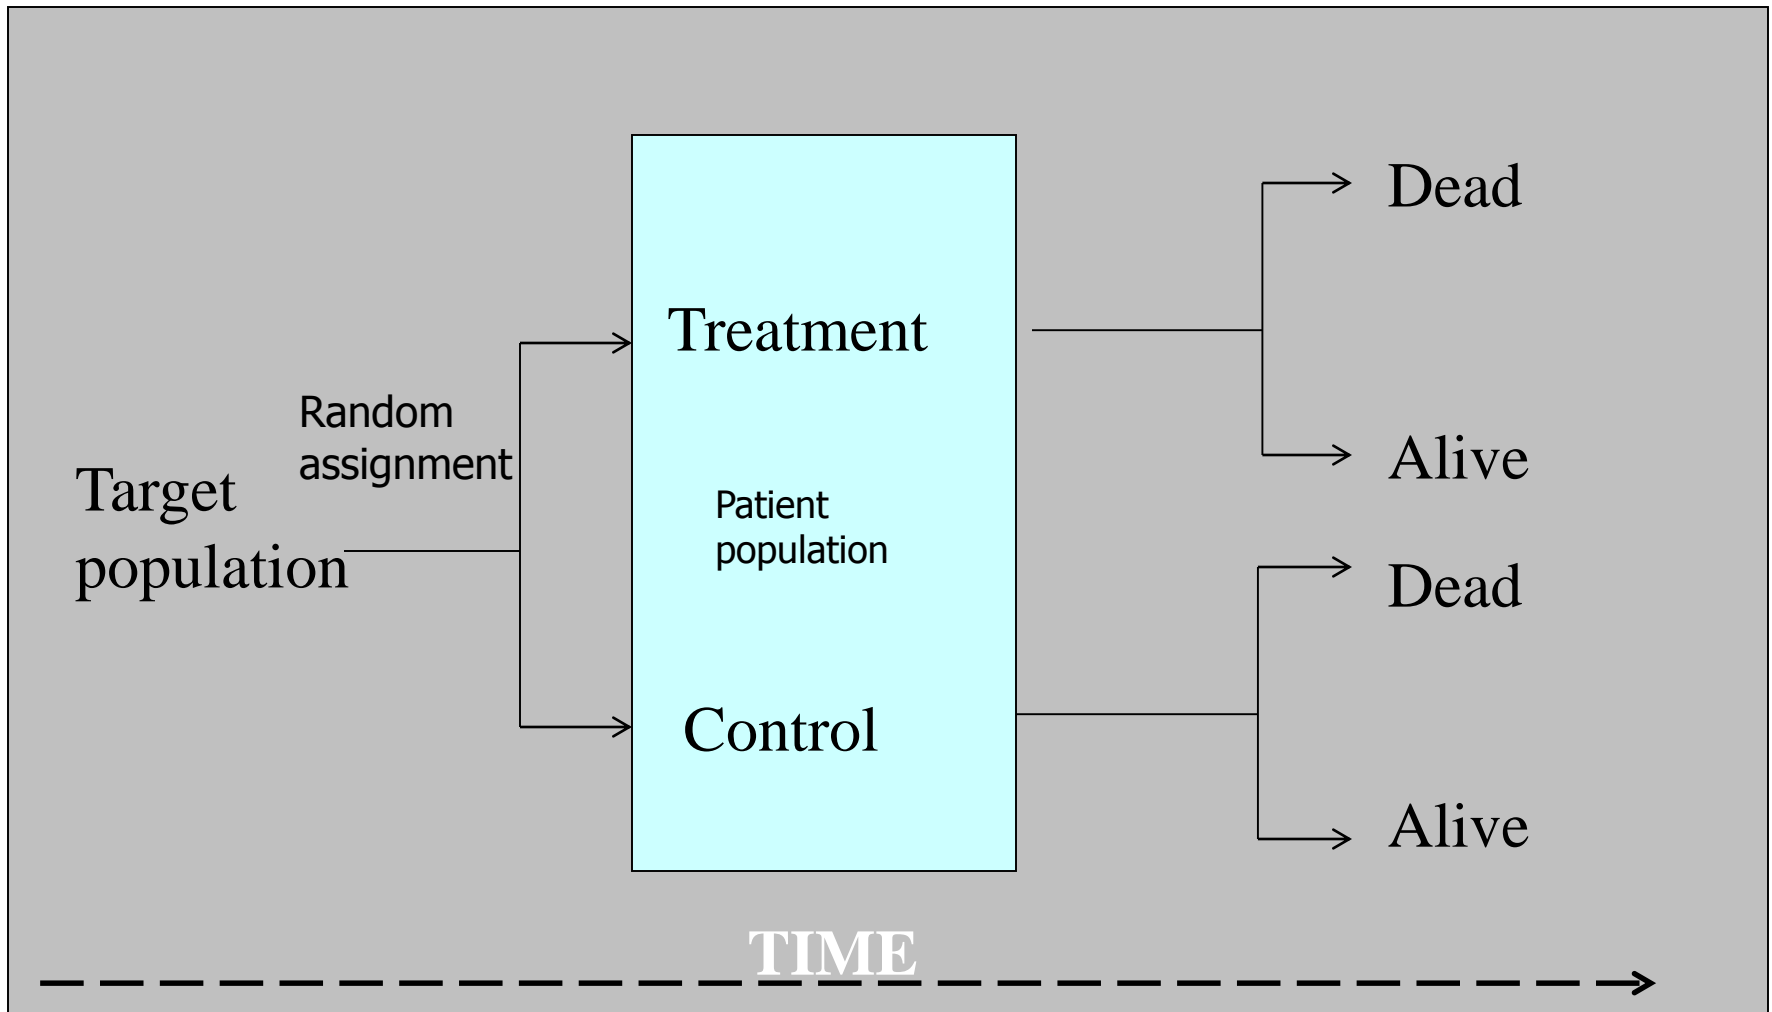 Dead
Treatment
Random
assignment
Alive
Target
population
Patient
population
Dead
Control
Alive
TIME